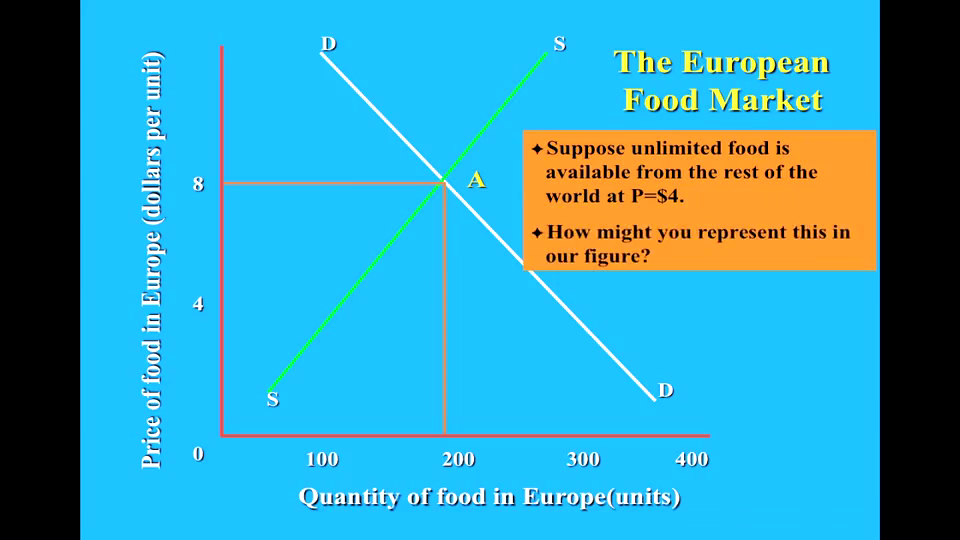 The European
Food Market
✦Suppose unlimited food is
available from the rest of the
world at P=$4.
✦How might you represent this in
our figure?
Price of food in Europe (dollars per unit)
D
S
8
A
4
S
D
0
100
200
300
400
Quantity of food in Europe(units)